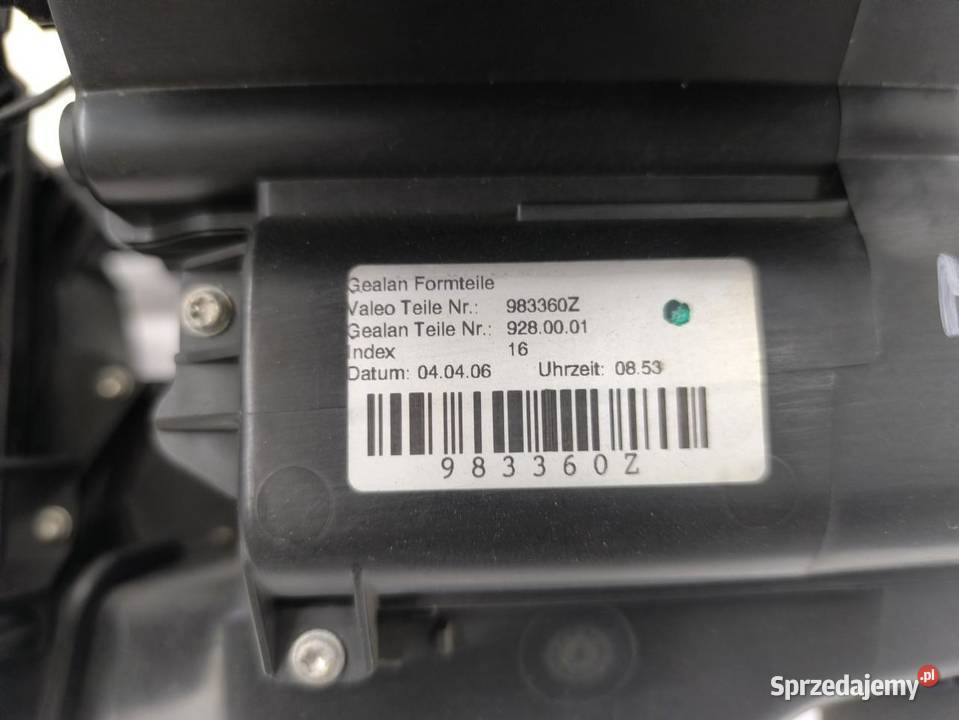 Gealan Formteile
Valeo Teile Nr.: 983360Z
Gealan Teile Nr.: 928.00.01
Index 16
Datum: 04.04.06 Uhrzeit: 08.53
983360Z
Sprzedajemy.pl